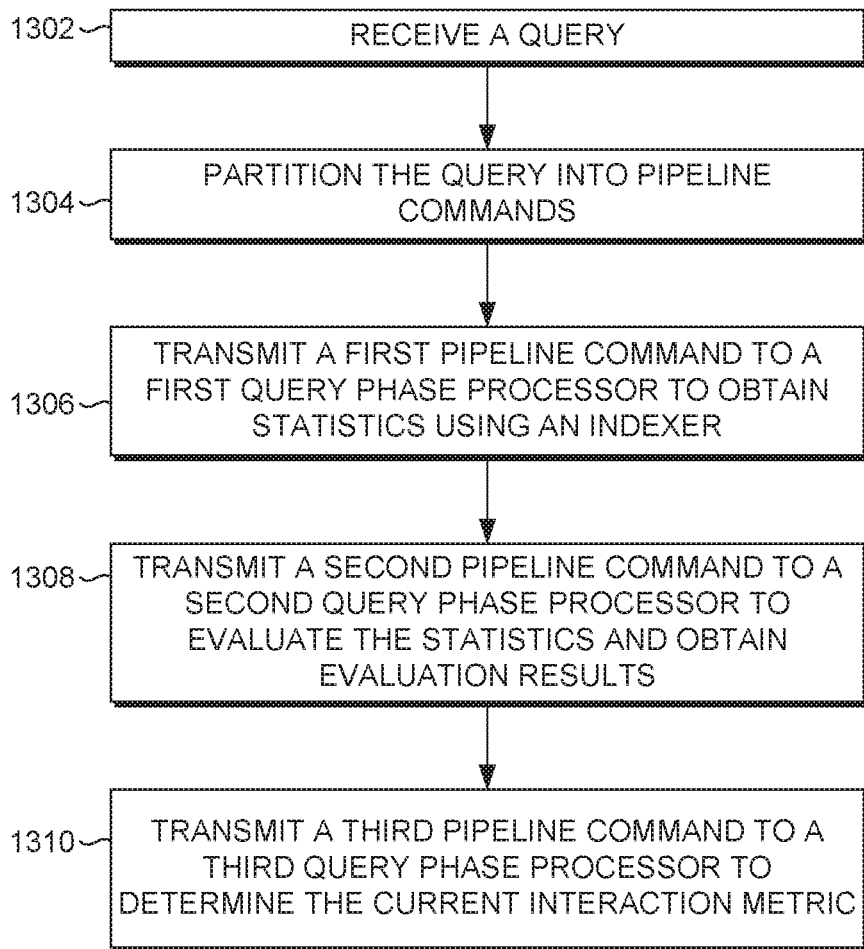 1302
RECEIVE A QUERY
1304
PARTITION THE QUERY INTO PIPELINE
COMMANDS
1306
TRANSMIT A FIRST PIPELINE COMMAND TO A
FIRST QUERY PHASE PROCESSOR TO OBTAIN
STATISTICS USING AN INDEXER
1308
TRANSMIT A SECOND PIPELINE COMMAND TO A
SECOND QUERY PHASE PROCESSOR TO
EVALUATE THE STATISTICS AND OBTAIN
EVALUATION RESULTS
1310
TRANSMIT A THIRD PIPELINE COMMAND TO A
THIRD QUERY PHASE PROCESSOR TO
DETERMINE THE CURRENT INTERACTION METRIC